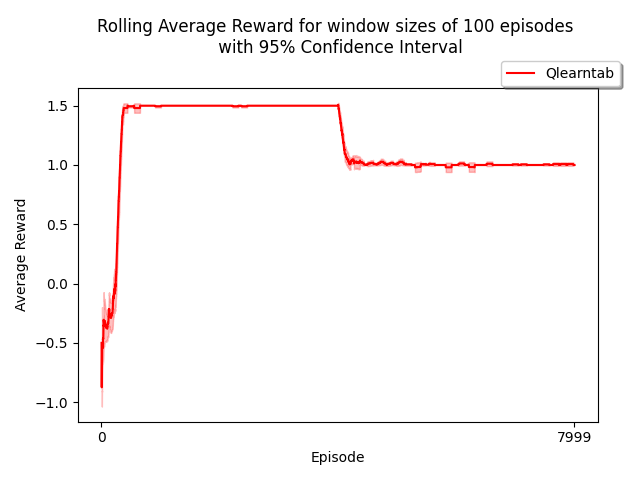 Rolling Average Reward for window sizes of 100 episodes
with 95% Confidence Interval
Qlearntab
1.5
1.0
0.5
0.0
−0.5
−1.0
Average Reward
0
7999
Episode